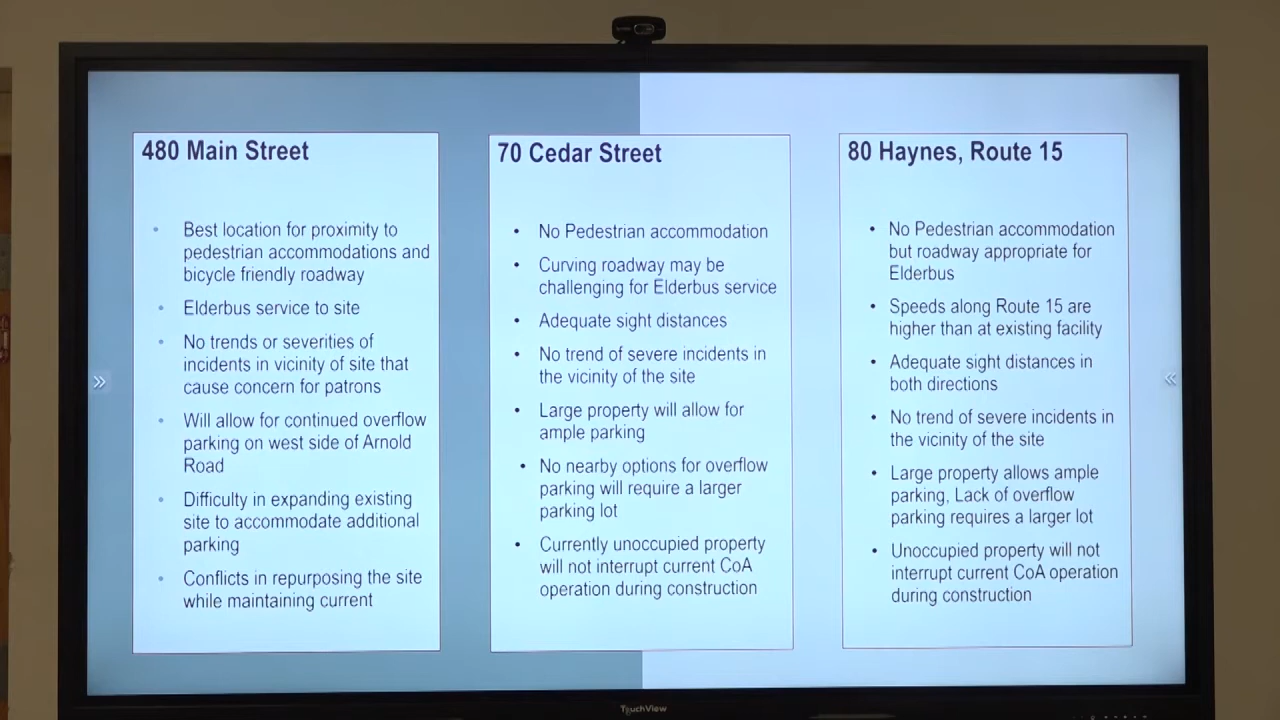 480 Main Street
Best location for proximity to
pedestrian accommodations and
bicycle friendly roadway
Elderbus service to site
No trends or severities of
incidents in vicinity of site that
cause concern for patrons
Will allow for continued overflow
parking on west side of Arnold
Road
Difficulty in expanding existing
site to accommodate additional
parking
Conflicts in repurposing the site
while maintaining current
70 Cedar Street
No Pedestrian accommodation
Curving roadway may be
challenging for Elderbus service
Adequate sight distances
No trend of severe incidents in
the vicinity of the site
Large property will allow for
ample parking
No nearby options for overflow
parking will require a larger
parking lot
Currently unoccupied property
will not interrupt current CoA
operation during construction
80 Haynes, Route 15
No Pedestrian accommodation
but roadway appropriate for
Elderbus
Speeds along Route 15 are
higher than at existing facility
Adequate sight distances in
both directions
No trend of severe incidents in
the vicinity of the site
Large property allows ample
parking, Lack of overflow
parking requires a larger lot
Unoccupied property will not
interrupt current CoA operation
during construction
TouchView